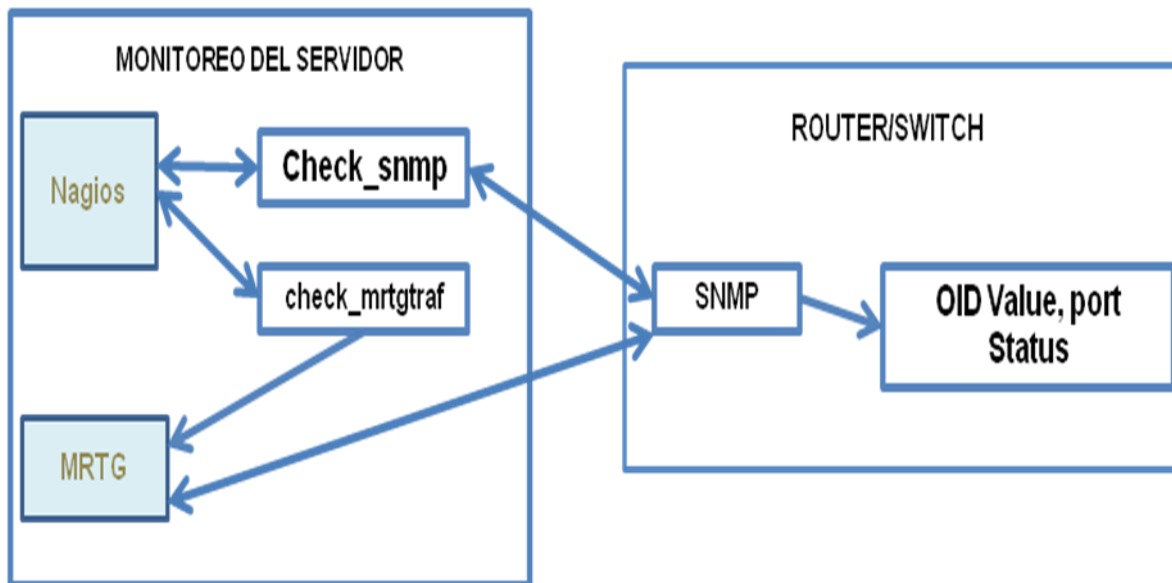 MONITOREO DEL SERVIDOR
Nagios
Check_snmp
check_mrtgtraf
MRTG
ROUTER/SWITCH
SNMP
OID Value, port
Status